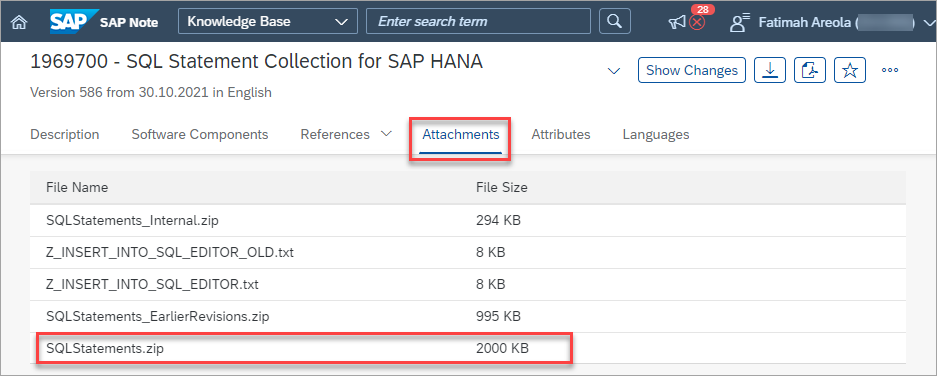 SAP SAP Note Knowledge Base Enter search term 28 Fatimah Areola ( )
1969700 - SQL Statement Collection for SAP HANA
Show Changes
Version 586 from 30.10.2021 in English
Description Software Components References Attachments Attributes Languages
File Name File Size
SQLStatements_Internal.zip 294 KB
Z_INSERT_INTO_SQL_EDITOR_OLD.txt 8 KB
Z_INSERT_INTO_SQL_EDITOR.txt 8 KB
SQLStatements_EarlierRevisions.zip 995 KB
SQLStatements.zip 2000 KB